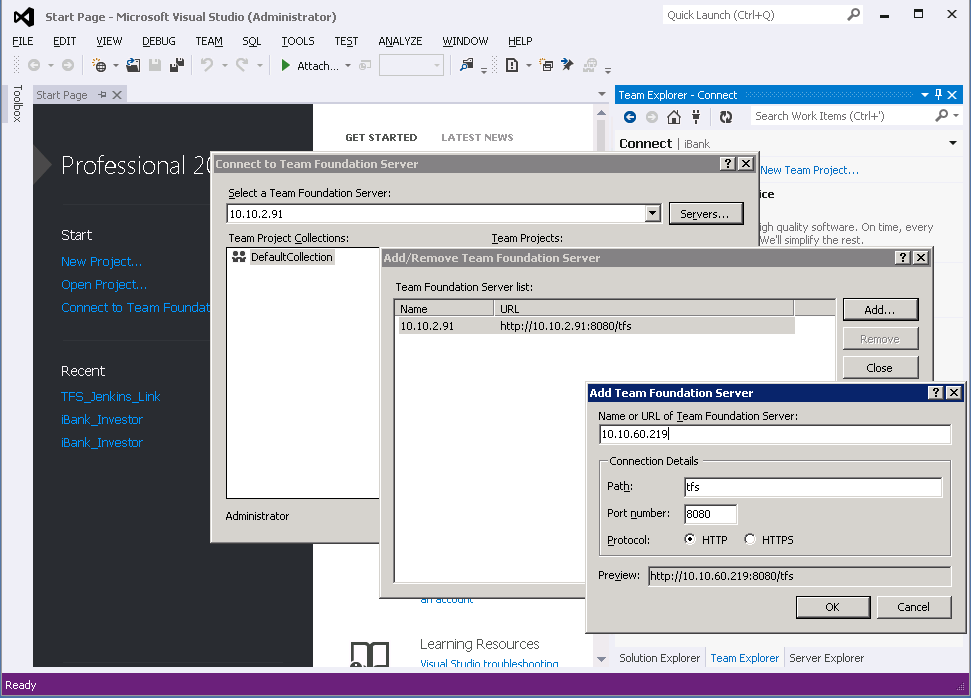 Start Page - Microsoft Visual Studio (Administrator)
Quick Launch (Ctrl+Q)
FILE EDIT VIEW DEBUG TEAM SQL TOOLS TEST ANALYZE WINDOW HELP
Attach...
Toolbox
Start Page
GET STARTED LATEST NEWS
Professional 20
Start
New Project...
Open Project...
Connect to Team Foundat
Recent
TFS_Jenkins_Link
iBank_Investor
iBank_Investor
an account
Learning Resources
Visual Studio troubleshooting
Team Explorer - Connect
Search Work Items (Ctrl+')
Connect | iBank
New Team Project...
ice
igh quality software. On time, every
We'll simplify the rest.
Connect to Team Foundation Server
Select a Team Foundation Server:
10.10.2.91
Servers...
Team Project Collections: Team Projects:
DefaultCollection
Administrator
Add/Remove Team Foundation Server
Team Foundation Server list:
Name URL
10.10.2.91 http://10.10.2.91:8080/tfs
Add...
Remove
Close
Add Team Foundation Server
Name or URL of Team Foundation Server:
10.10.60.219
Connection Details
Path: tfs
Port number: 8080
Protocol: HTTP HTTPS
Preview: http://10.10.60.219:8080/tfs
OK Cancel
Solution Explorer Team Explorer Server Explorer
Ready